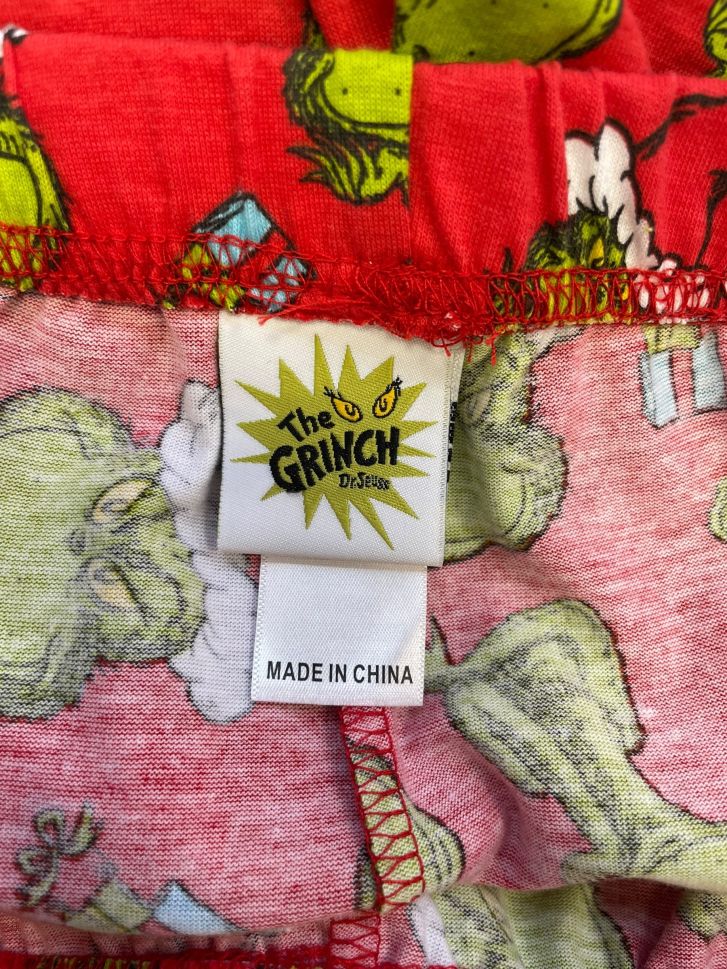 The
GRINCH
Dr. Seuss
MADE IN CHINA